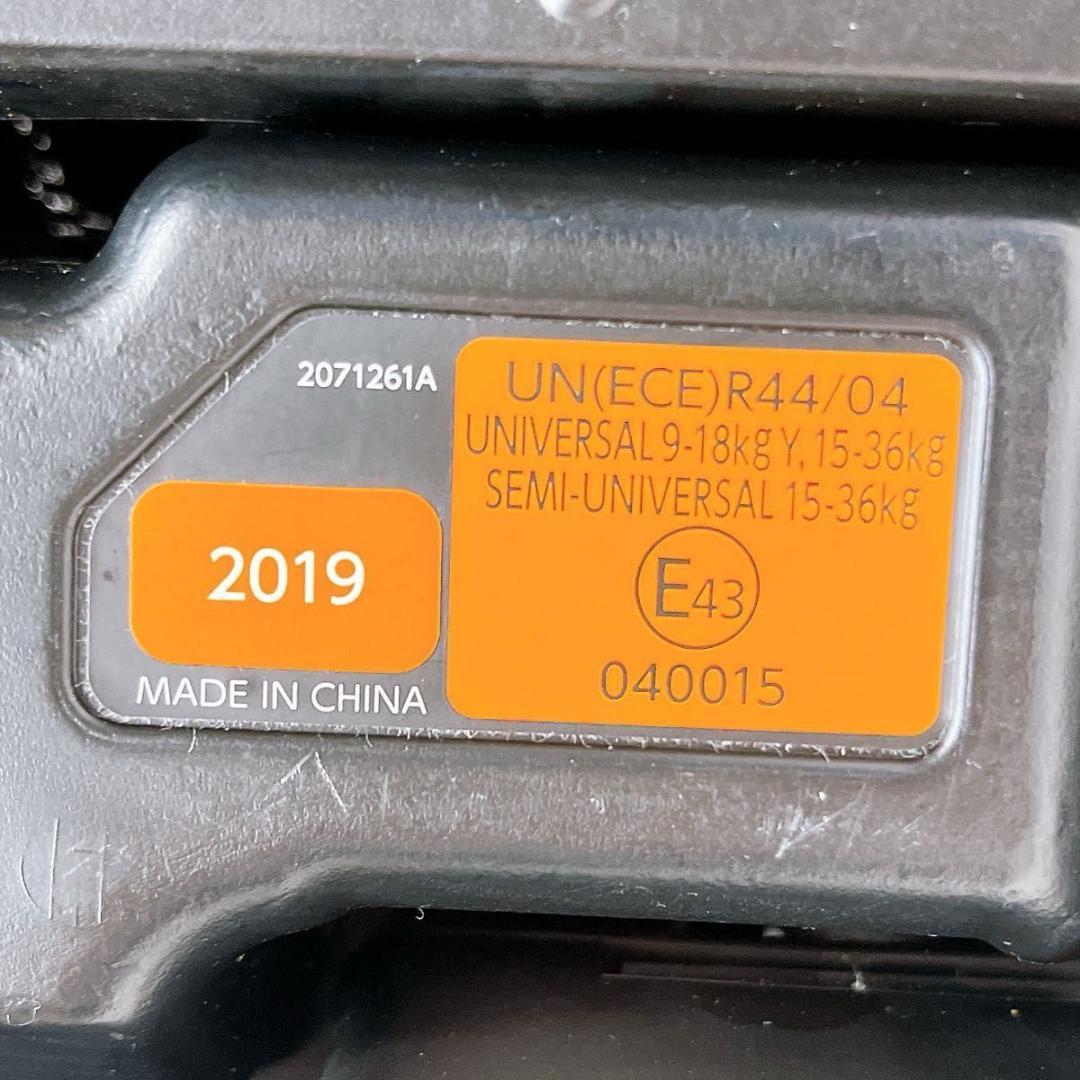 2071261A
2019
MADE IN CHINA
UN(ECE)R44/04
UNIVERSAL 9-18kg Y, 15-36kg
SEMI-UNIVERSAL 15-36kg
E43
040015